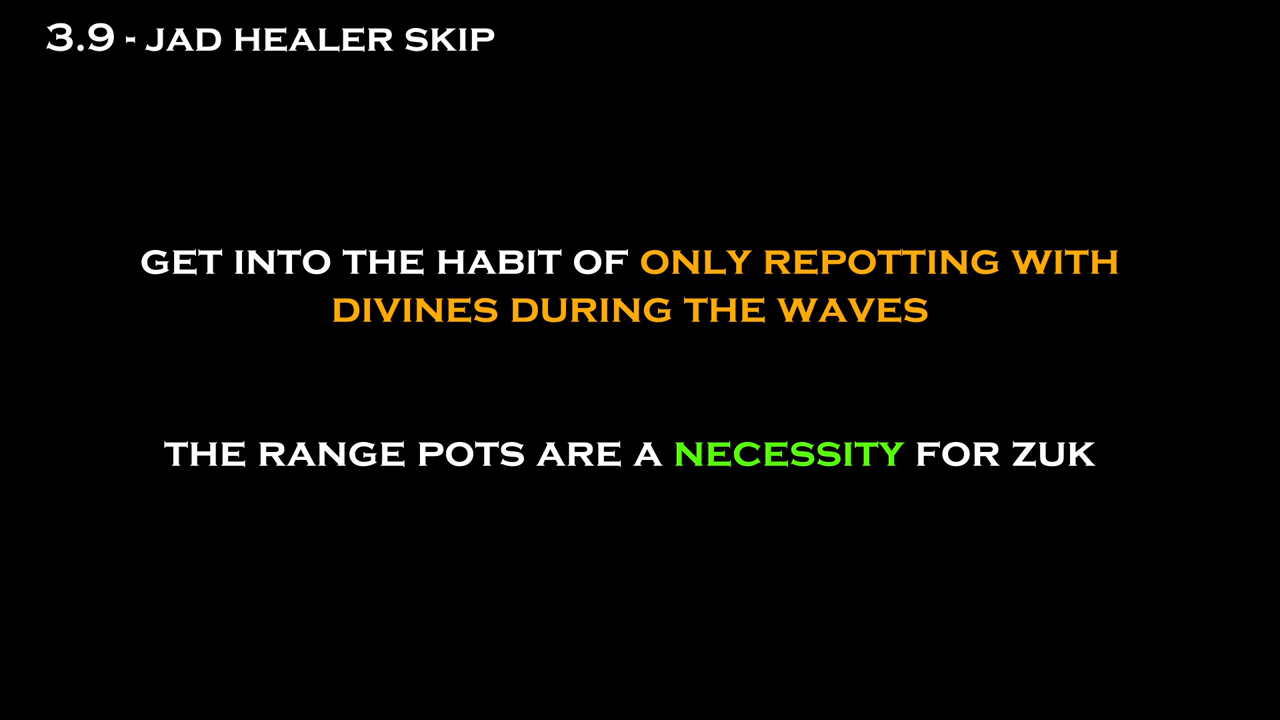 3.9 - JAD HEALER SKIP
GET INTO THE HABIT OF ONLY REPOTTING WITH
DIVINES DURING THE WAVES
THE RANGE POTS ARE A NECESSITY FOR ZUK